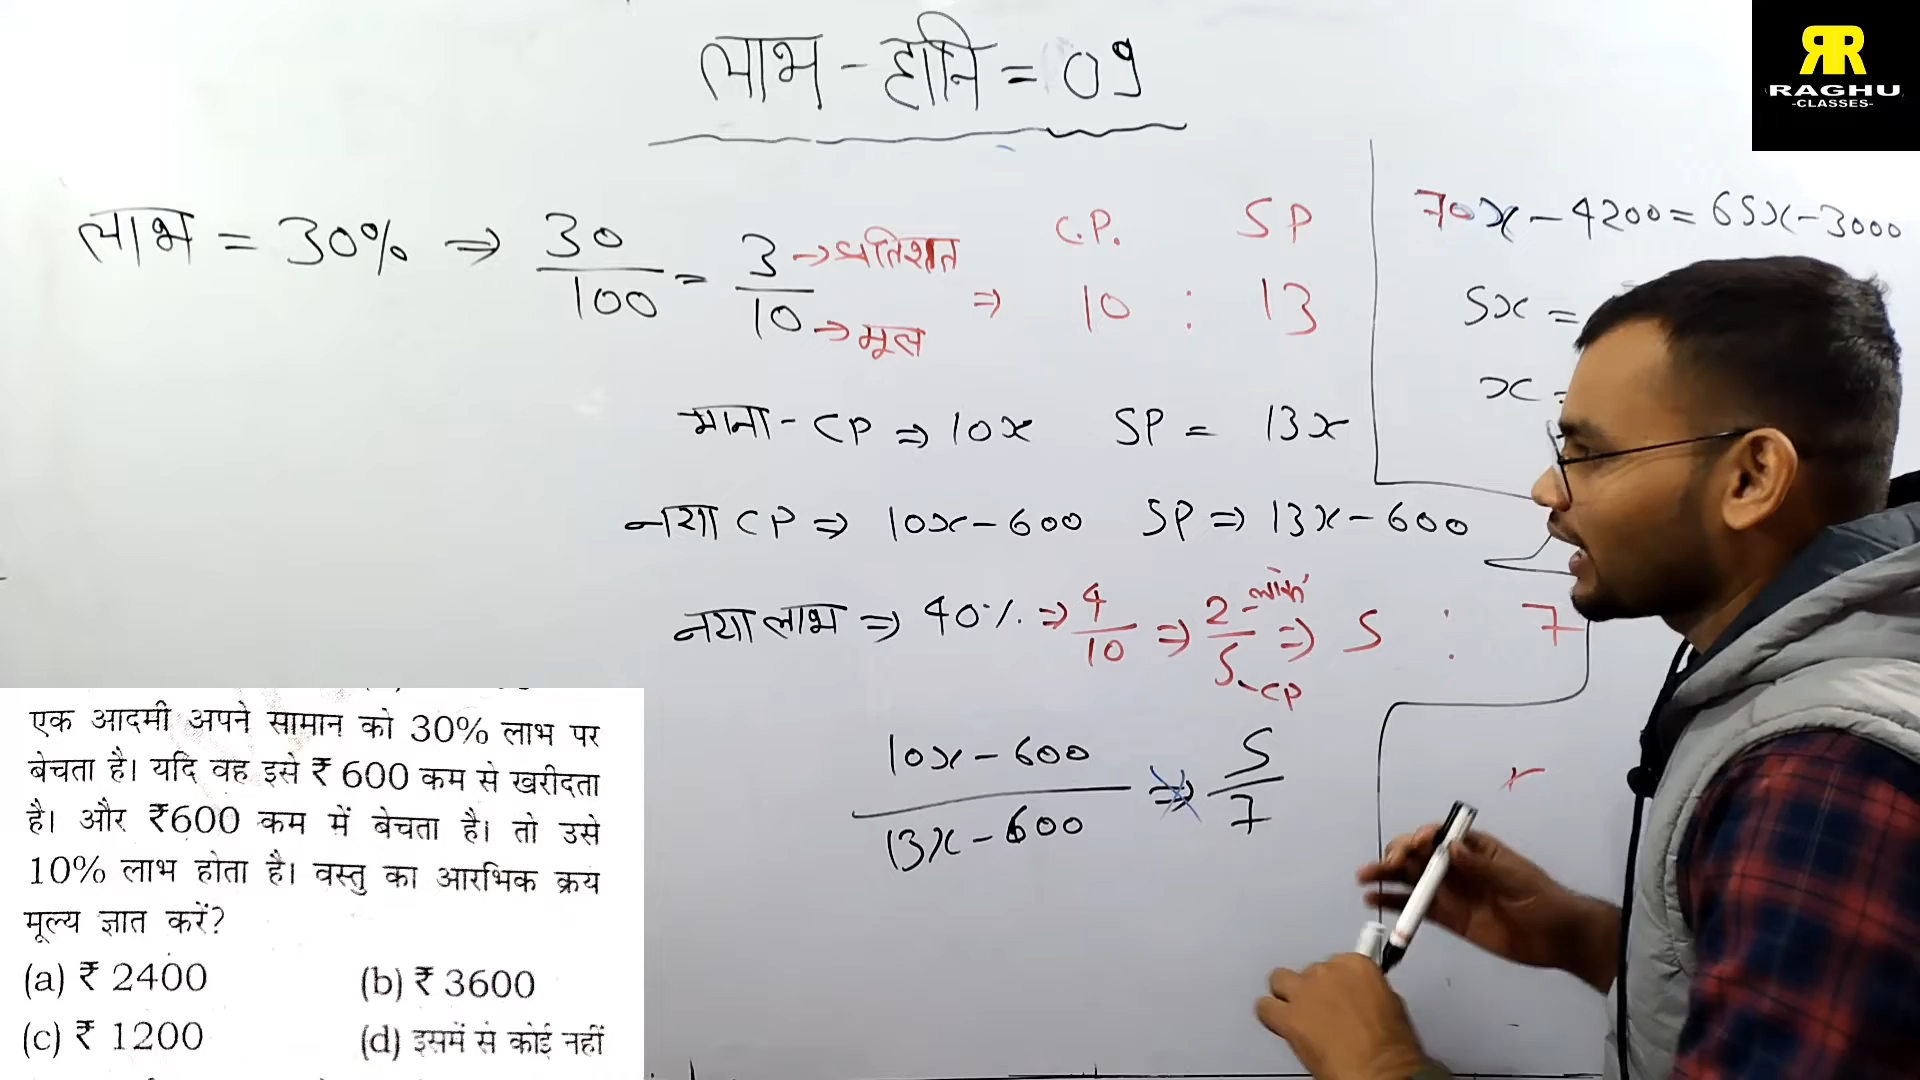 लाभ - हानि = 09
RR
RAGHU
-CLASSES-
लाभ = 30% ⇒ 30/100 = 3/10 → प्रतिशत → मूल ⇒ C.P. 10 : SP 13
माना - CP ⇒ 10x SP = 13x
नया CP ⇒ 10x - 600 SP ⇒ 13x - 600
नया लाभ ⇒ 40% ⇒ 4/10 ⇒ 2/5 - CP ⇒ 5 : 7
10x - 600 / 13x - 600 ⇒ 5/7
70x - 4200 = 65x - 3000
5x =
x =
एक आदमी अपने सामान को 30% लाभ पर
बेचता है। यदि वह इसे ₹ 600 कम से खरीदता
है। और ₹600 कम में बेचता है। तो उसे
10% लाभ होता है। वस्तु का आरभिक क्रय
मूल्य ज्ञात करें?
(a) ₹ 2400 (b) ₹ 3600
(c) ₹ 1200 (d) इसमें से कोई नहीं